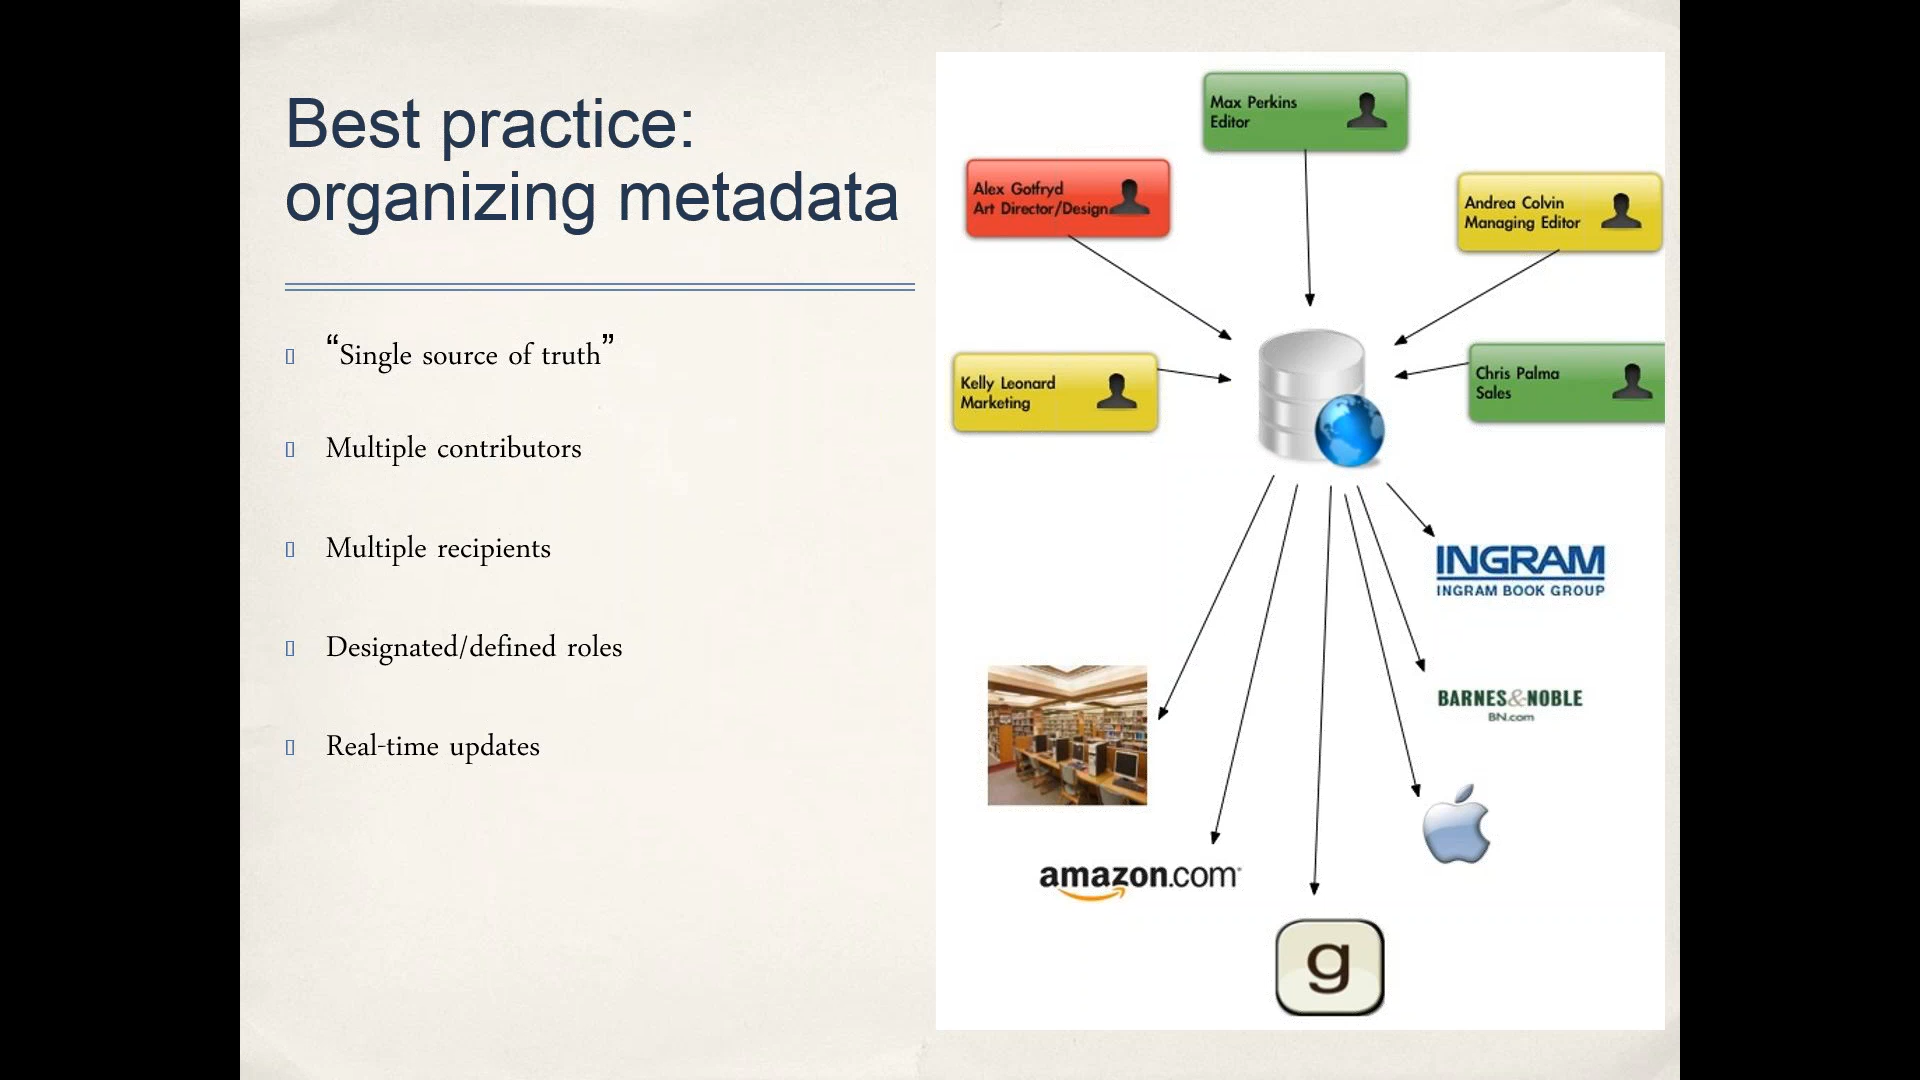 Best practice:
organizing metadata
“Single source of truth”
Multiple contributors
Multiple recipients
Designated/defined roles
Real-time updates
Max Perkins
Editor
Alex Gotfryd
Art Director/Design
Andrea Colvin
Managing Editor
Kelly Leonard
Marketing
Chris Palma
Sales
INGRAM
INGRAM BOOK GROUP
BARNES&NOBLE
BN.com
amazon.com
g